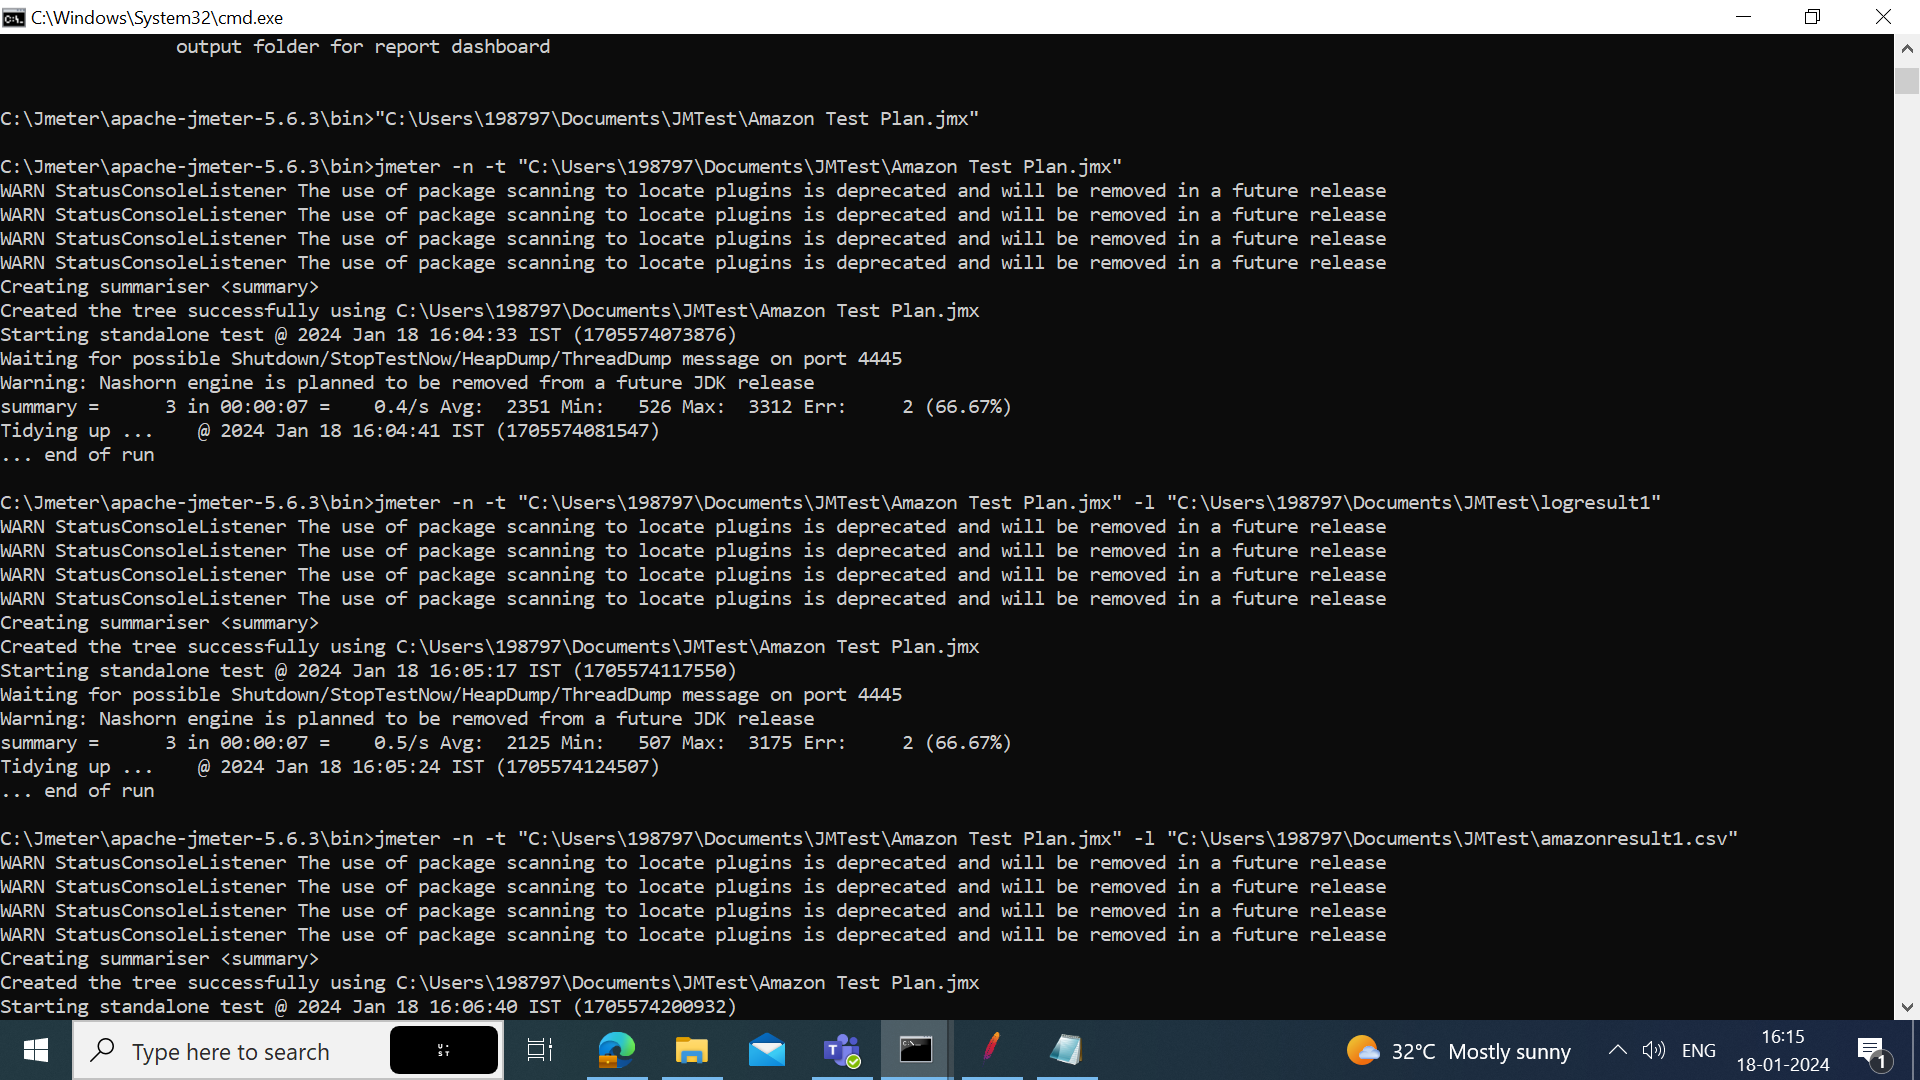 C:\Windows\System32\cmd.exe
output folder for report dashboard
C:\Jmeter\apache-jmeter-5.6.3\bin>"C:\Users\198797\Documents\JMTest\Amazon Test Plan.jmx"
C:\Jmeter\apache-jmeter-5.6.3\bin>jmeter -n -t "C:\Users\198797\Documents\JMTest\Amazon Test Plan.jmx"
WARN StatusConsoleListener The use of package scanning to locate plugins is deprecated and will be removed in a future release
WARN StatusConsoleListener The use of package scanning to locate plugins is deprecated and will be removed in a future release
WARN StatusConsoleListener The use of package scanning to locate plugins is deprecated and will be removed in a future release
WARN StatusConsoleListener The use of package scanning to locate plugins is deprecated and will be removed in a future release
Creating summariser <summary>
Created the tree successfully using C:\Users\198797\Documents\JMTest\Amazon Test Plan.jmx
Starting standalone test @ 2024 Jan 18 16:04:33 IST (1705574073876)
Waiting for possible Shutdown/StopTestNow/HeapDump/ThreadDump message on port 4445
Warning: Nashorn engine is planned to be removed from a future JDK release
summary =      3 in 00:00:07 =    0.4/s Avg:  2351 Min:   526 Max:  3312 Err:     2 (66.67%)
Tidying up ...    @ 2024 Jan 18 16:04:41 IST (1705574081547)
... end of run
C:\Jmeter\apache-jmeter-5.6.3\bin>jmeter -n -t "C:\Users\198797\Documents\JMTest\Amazon Test Plan.jmx" -l "C:\Users\198797\Documents\JMTest\logresult1"
WARN StatusConsoleListener The use of package scanning to locate plugins is deprecated and will be removed in a future release
WARN StatusConsoleListener The use of package scanning to locate plugins is deprecated and will be removed in a future release
WARN StatusConsoleListener The use of package scanning to locate plugins is deprecated and will be removed in a future release
WARN StatusConsoleListener The use of package scanning to locate plugins is deprecated and will be removed in a future release
Creating summariser <summary>
Created the tree successfully using C:\Users\198797\Documents\JMTest\Amazon Test Plan.jmx
Starting standalone test @ 2024 Jan 18 16:05:17 IST (1705574117550)
Waiting for possible Shutdown/StopTestNow/HeapDump/ThreadDump message on port 4445
Warning: Nashorn engine is planned to be removed from a future JDK release
summary =      3 in 00:00:07 =    0.5/s Avg:  2125 Min:   507 Max:  3175 Err:     2 (66.67%)
Tidying up ...    @ 2024 Jan 18 16:05:24 IST (1705574124507)
... end of run
C:\Jmeter\apache-jmeter-5.6.3\bin>jmeter -n -t "C:\Users\198797\Documents\JMTest\Amazon Test Plan.jmx" -l "C:\Users\198797\Documents\JMTest\amazonresult1.csv"
WARN StatusConsoleListener The use of package scanning to locate plugins is deprecated and will be removed in a future release
WARN StatusConsoleListener The use of package scanning to locate plugins is deprecated and will be removed in a future release
WARN StatusConsoleListener The use of package scanning to locate plugins is deprecated and will be removed in a future release
WARN StatusConsoleListener The use of package scanning to locate plugins is deprecated and will be removed in a future release
Creating summariser <summary>
Created the tree successfully using C:\Users\198797\Documents\JMTest\Amazon Test Plan.jmx
Starting standalone test @ 2024 Jan 18 16:06:40 IST (1705574200932)
Type here to search
32°C Mostly sunny
ENG
16:15
18-01-2024
1